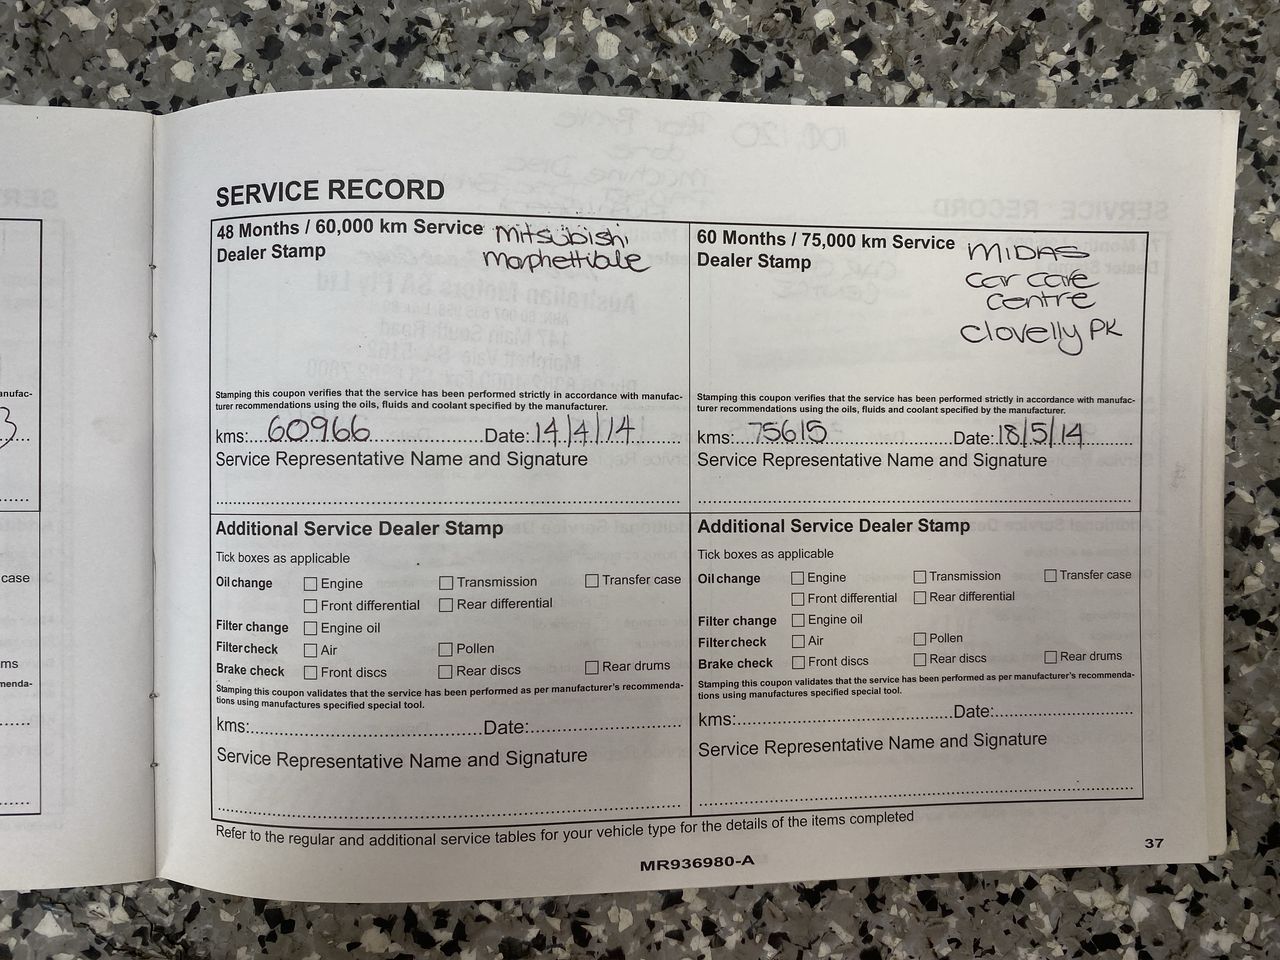 SERVICE RECORD
48 Months / 60,000 km Service
Dealer Stamp
Mitsubishi
Morphettvale
Stamping this coupon verifies that the service has been performed strictly in accordance with manufac-
turer recommendations using the oils, fluids and coolant specified by the manufacturer.
kms: 60966 Date: 14/4/14
Service Representative Name and Signature
60 Months / 75,000 km Service
Dealer Stamp
MIDAS
car care
centre
Clovelly PK
Stamping this coupon verifies that the service has been performed strictly in accordance with manufac-
turer recommendations using the oils, fluids and coolant specified by the manufacturer.
kms: 75615 Date: 18/5/14
Service Representative Name and Signature
Additional Service Dealer Stamp
Tick boxes as applicable
Oil change Engine Transmission Transfer case
Front differential Rear differential
Filter change Engine oil
Filter check Air Pollen
Brake check Front discs Rear discs Rear drums
Stamping this coupon validates that the service has been performed as per manufacturer's recommenda-
tions using manufactures specified special tool.
kms: Date:
Service Representative Name and Signature
Additional Service Dealer Stamp
Tick boxes as applicable
Oil change Engine Transmission Transfer case
Front differential Rear differential
Filter change Engine oil
Filter check Air Pollen
Brake check Front discs Rear discs Rear drums
Stamping this coupon validates that the service has been performed as per manufacturer's recommenda-
tions using manufactures specified special tool.
kms: Date:
Service Representative Name and Signature
Refer to the regular and additional service tables for your vehicle type for the details of the items completed
37
MR936980-A